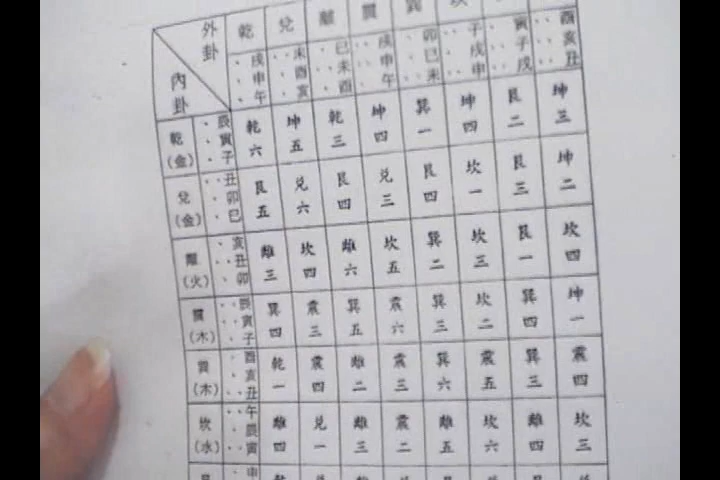 外卦 乾 兌 離 震 巽 坎
內卦 戌申午 未酉亥 巳未酉 戌申午 卯巳未 子戌申 寅子戌 酉亥丑
乾(金) 辰寅子 乾六 坤五 乾三 坤四 巽一 坤四 艮二 坤三
兌(金) 丑卯巳 艮五 兌六 艮四 兌三 艮四 坎一 艮三 坤二
離(火) 亥丑卯 離三 坎四 離六 坎五 巽二 坎三 艮一 坎四
震(木) 辰寅子 巽四 震三 巽五 震六 巽三 坎二 巽四 坤一
(木) 酉亥丑 乾一 震四 離二 震三 巽六 震五 巽三 震四
坎(水) 午辰寅 離四 兌一 離三 震二 離五 坎六 離四 坎三